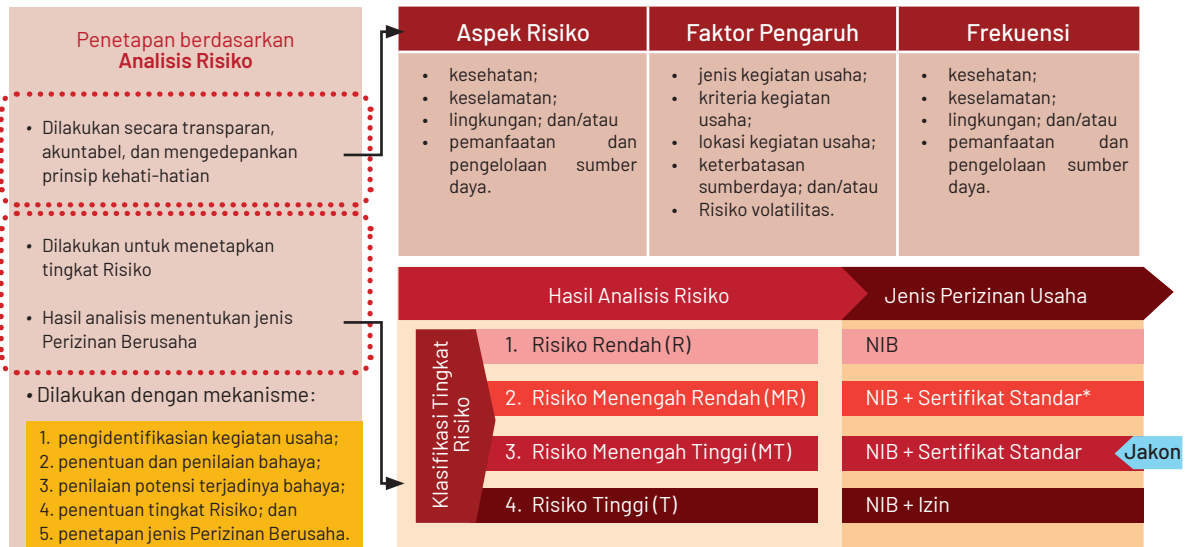 Penetapan berdasarkan
Analisis Risiko
• Dilakukan secara transparan,
akuntabel, dan mengedepankan
prinsip kehati-hatian
• Dilakukan untuk menetapkan
tingkat Risiko
• Hasil analisis menentukan jenis
Perizinan Berusaha
• Dilakukan dengan mekanisme:
1. pengidentifikasian kegiatan usaha;
2. penentuan dan penilaian bahaya;
3. penilaian potensi terjadinya bahaya;
4. penentuan tingkat Risiko; dan
5. penetapan jenis Perizinan Berusaha.
Aspek Risiko
• kesehatan;
• keselamatan;
• lingkungan; dan/atau
• pemanfaatan dan
pengelolaan sumber
daya.
Faktor Pengaruh
• jenis kegiatan usaha;
• kriteria kegiatan
usaha;
• lokasi kegiatan usaha;
• keterbatasan
sumberdaya; dan/atau
• Risiko volatilitas.
Frekuensi
• kesehatan;
• keselamatan;
• lingkungan; dan/atau
• pemanfaatan dan
pengelolaan sumber
daya.
Hasil Analisis Risiko
Jenis Perizinan Usaha
Klasifikasi Tingkat
Risiko
1. Risiko Rendah (R)
NIB
2. Risiko Menengah Rendah (MR)
NIB + Sertifikat Standar*
3. Risiko Menengah Tinggi (MT)
NIB + Sertifikat Standar
Jakon
4. Risiko Tinggi (T)
NIB + Izin